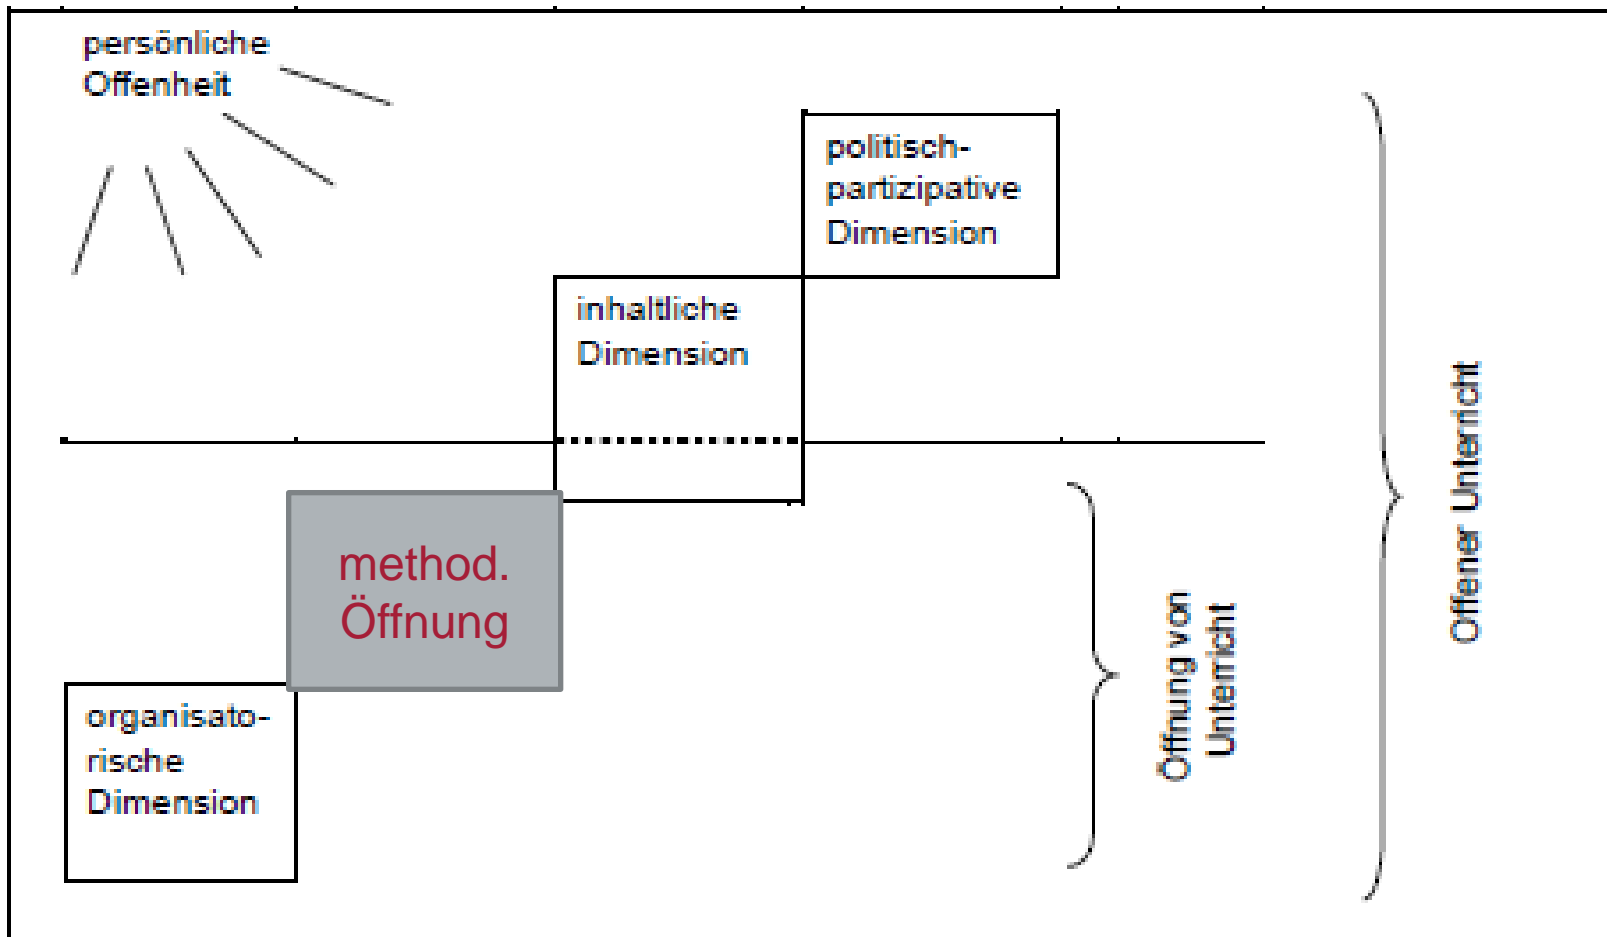 persönliche
Offenheit
politisch-
partizipative
Dimension
inhaltliche
Dimension
method.
Öffnung
organisato-
rische
Dimension
Öffnung von
Unterricht
Offener Unterricht